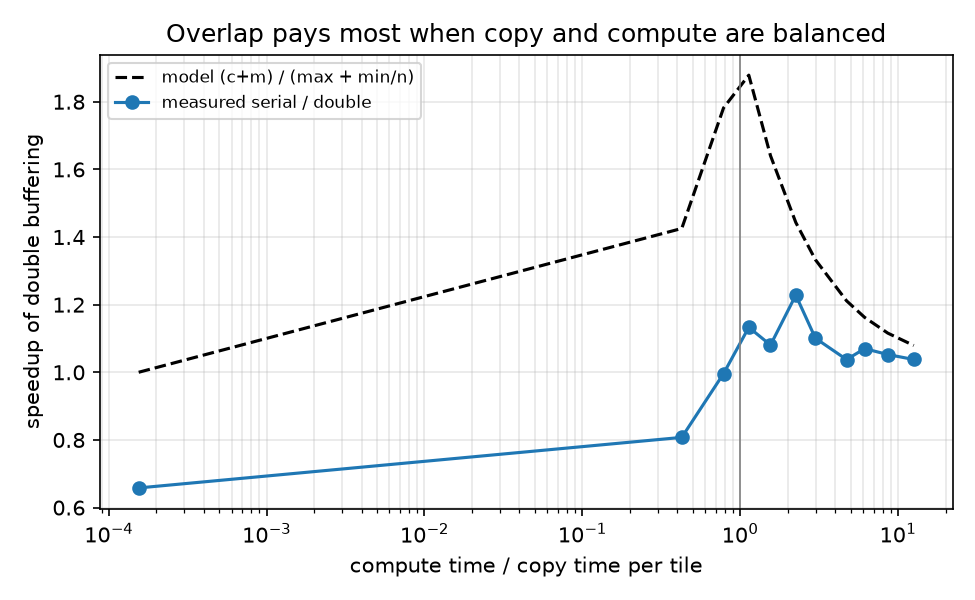 Overlap pays most when copy and compute are balanced
model (c+m) / (max + min/n)
measured serial / double
speedup of double buffering
1.8
1.6
1.4
1.2
1.0
0.8
0.6
10⁻⁴
10⁻³
10⁻²
10⁻¹
10⁰
10¹
compute time / copy time per tile